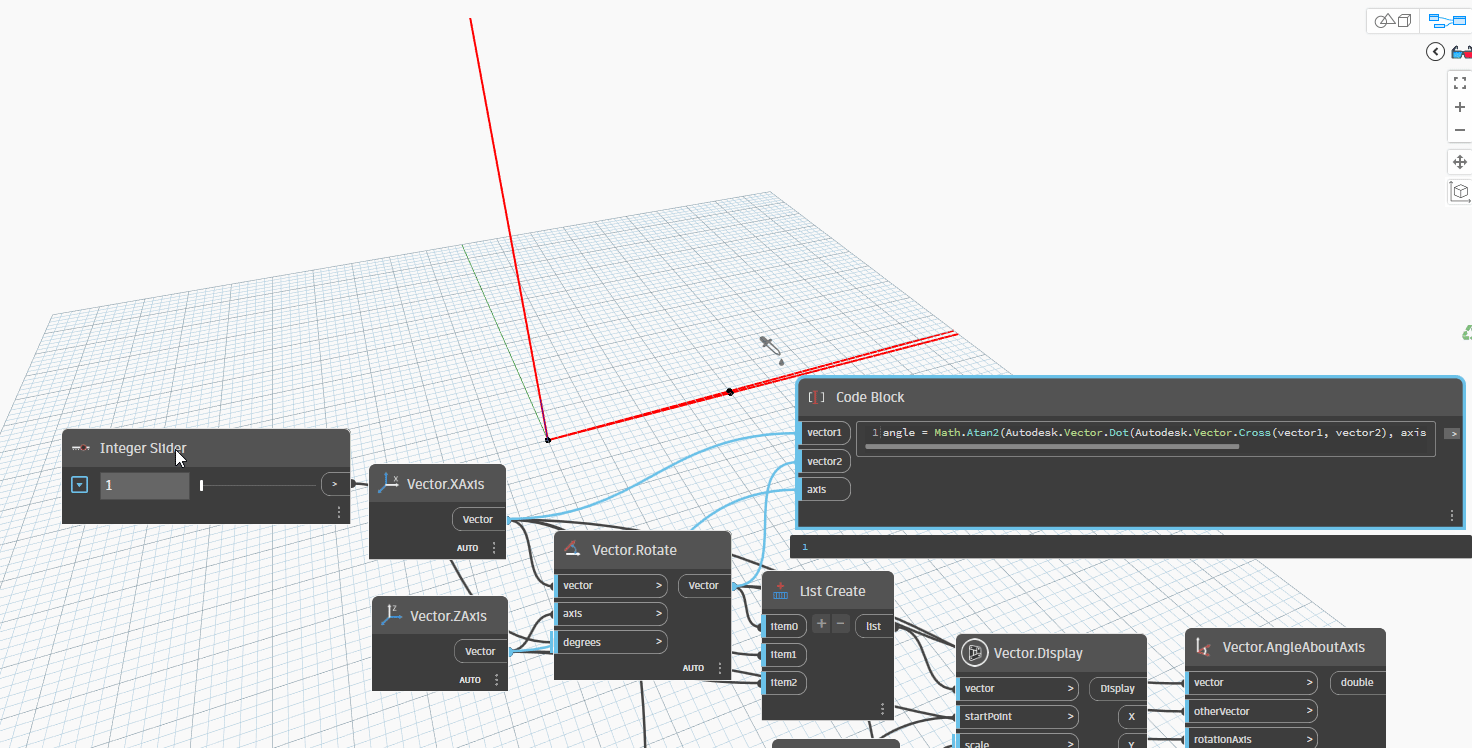 Code Block
vector1
1 angle = Math.Atan2(Autodesk.Vector.Dot(Autodesk.Vector.Cross(vector1, vector2), axis
>
vector2
axis
1
Integer Slider
1
>
Vector.XAxis
X
Vector
AUTO
Vector.ZAxis
Z
Vector
AUTO
Vector.Rotate
vector >
Vector
axis >
degrees >
AUTO
List Create
item0
+ -
list
item1
item2
Vector.Display
vector >
Display
startPoint >
X
scale >
Y
Vector.AngleAboutAxis
vector >
double
otherVector >
rotationAxis >